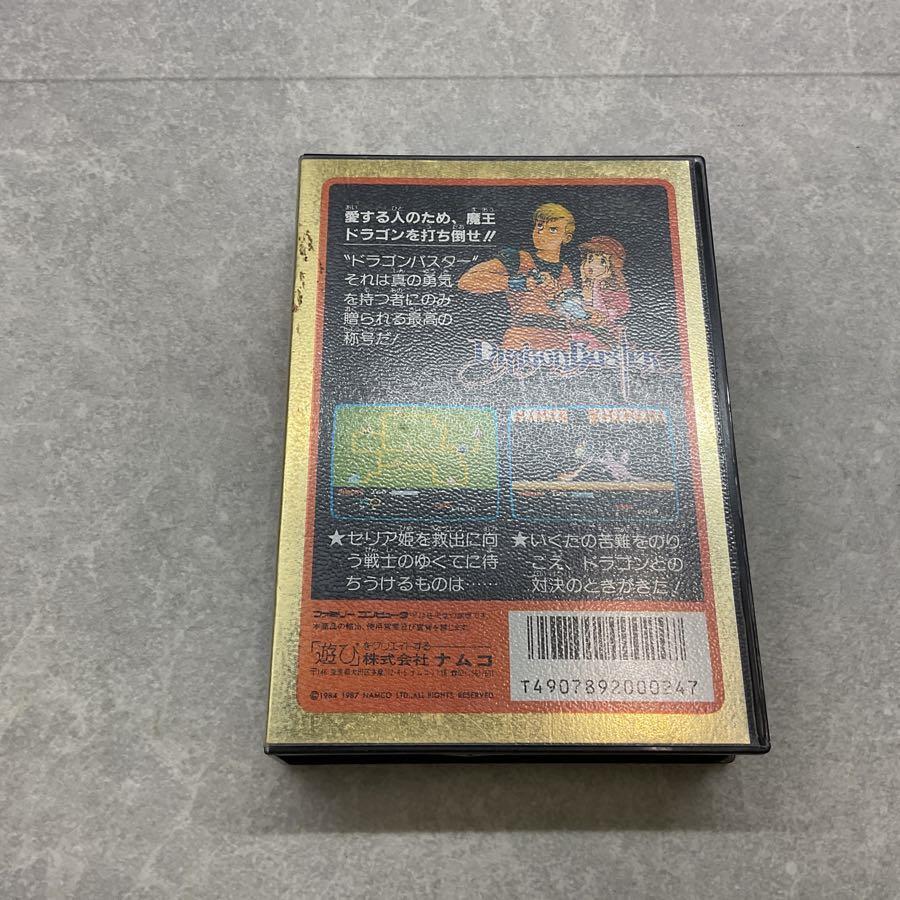 愛する人のため、魔王
ドラゴンを打ち倒せ!!
"ドラゴンバスター"
それは真の勇気
を持つ者にのみ
贈られる最高の
称号だ!
DragonBuster
★セリア姫を救出に向
う戦士のゆくてに待
ちうけるものは……
★いくたの苦難をのり
こえ、ドラゴンとの
対決のときがきた!
ファミリーコンピュータ
「遊び」をクリエイトする
株式会社 ナムコ
©1984 1987 NAMCO LTD.,ALL RIGHTS RESERVED.
T4907892000247